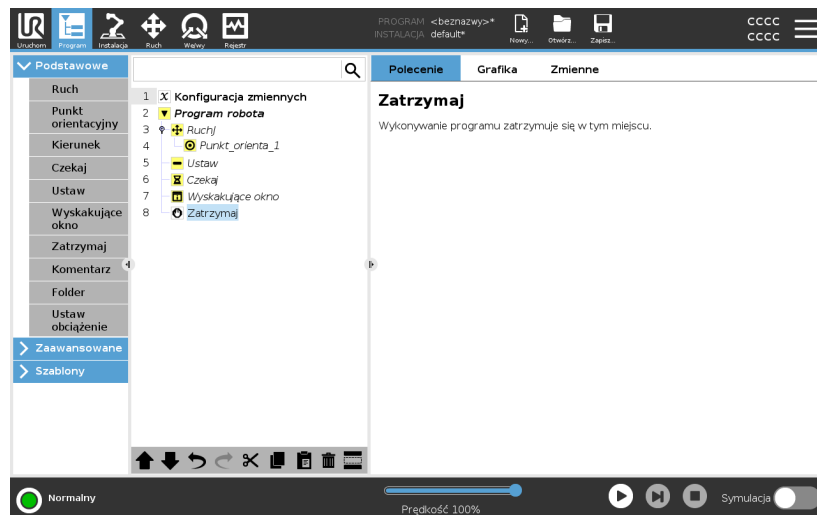 PROGRAM <beznazwy>*
INSTALACJA default*
Uruchom
Program
Instalacja
Ruch
We/wy
Rejestr
Nowy...
Otwórz...
Zapisz...
CCCC
CCCC
Podstawowe
Ruch
Punkt
orientacyjny
Kierunek
Czekaj
Ustaw
Wyskakujące
okno
Zatrzymaj
Komentarz
Folder
Ustaw
obciążenie
Zaawansowane
Szablony
1 X Konfiguracja zmiennych
2 Program robota
3 RuchJ
4 Punkt_orienta_1
5 Ustaw
6 Czekaj
7 Wyskakujące okno
8 Zatrzymaj
Polecenie
Grafika
Zmienne
Zatrzymaj
Wykonywanie programu zatrzymuje się w tym miejscu.
Normalny
Prędkość 100%
Symulacja